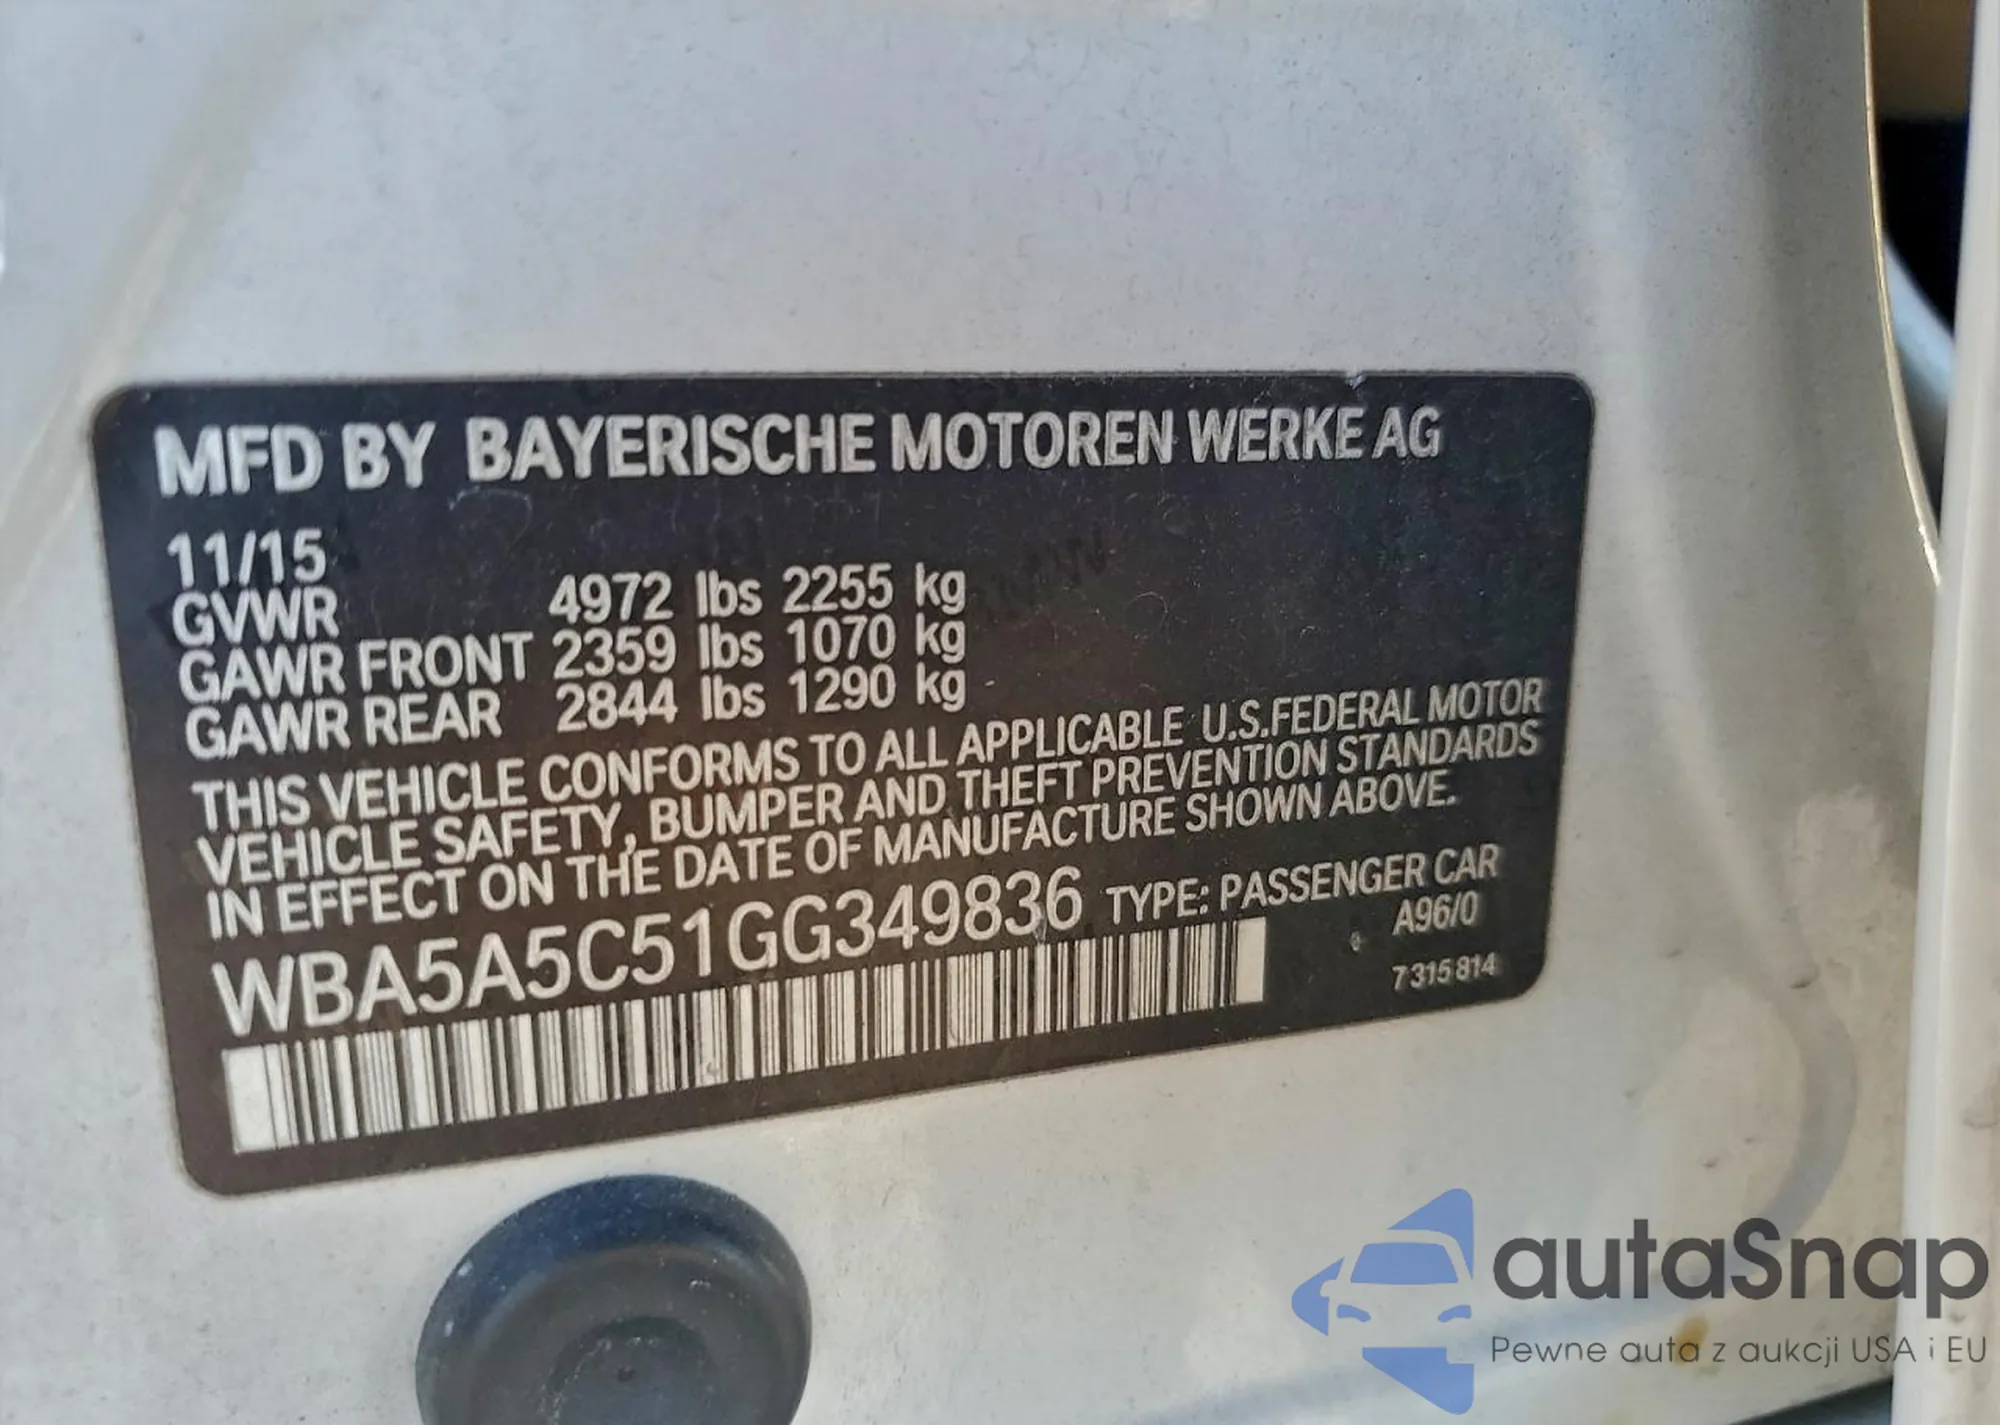 MFD BY BAYERISCHE MOTOREN WERKE AG
11/15
GVWR 4972 lbs 2255 kg
GAWR FRONT 2359 lbs 1070 kg
GAWR REAR 2844 lbs 1290 kg
THIS VEHICLE CONFORMS TO ALL APPLICABLE U.S.FEDERAL MOTOR
VEHICLE SAFETY, BUMPER AND THEFT PREVENTION STANDARDS
IN EFFECT ON THE DATE OF MANUFACTURE SHOWN ABOVE.
WBA5A5C51GG349836 TYPE: PASSENGER CAR
A96/0
7 315 814
autaSnap
Pewne auta z aukcji USA i EU